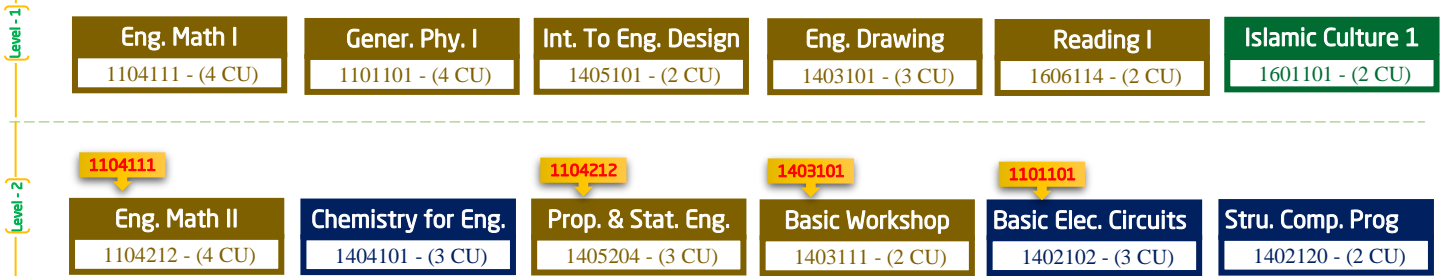 Level - 1
Eng. Math I
1104111 - (4 CU)
Gener. Phy. I
1101101 - (4 CU)
Int. To Eng. Design
1405101 - (2 CU)
Eng. Drawing
1403101 - (3 CU)
Reading I
1606114 - (2 CU)
Islamic Culture 1
1601101 - (2 CU)
Level - 2
1104111
Eng. Math II
1104212 - (4 CU)
Chemistry for Eng.
1404101 - (3 CU)
1104212
Prop. & Stat. Eng.
1405204 - (3 CU)
1403101
Basic Workshop
1403111 - (2 CU)
1101101
Basic Elec. Circuits
1402102 - (3 CU)
Stru. Comp. Prog
1402120 - (2 CU)